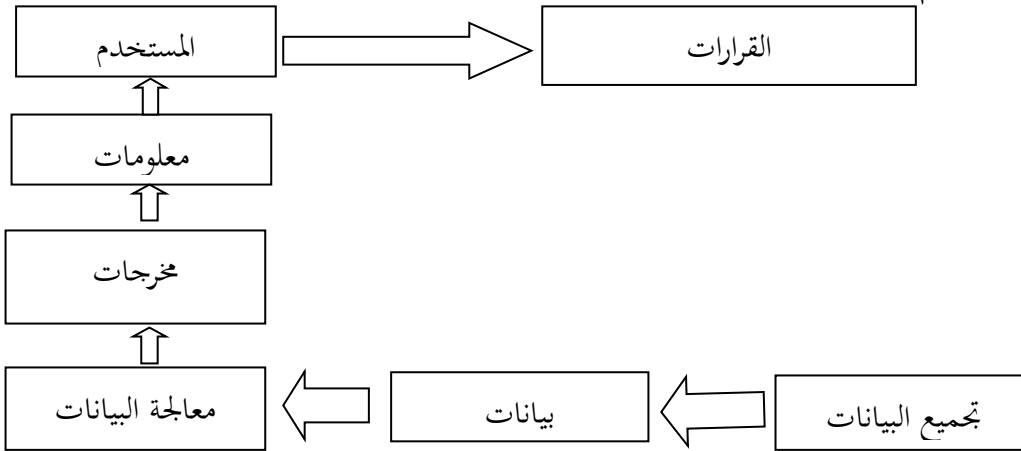 القرارات
المستخدم
معلومات
مخرجات
تجميع البيانات
بيانات
معالجة البيانات